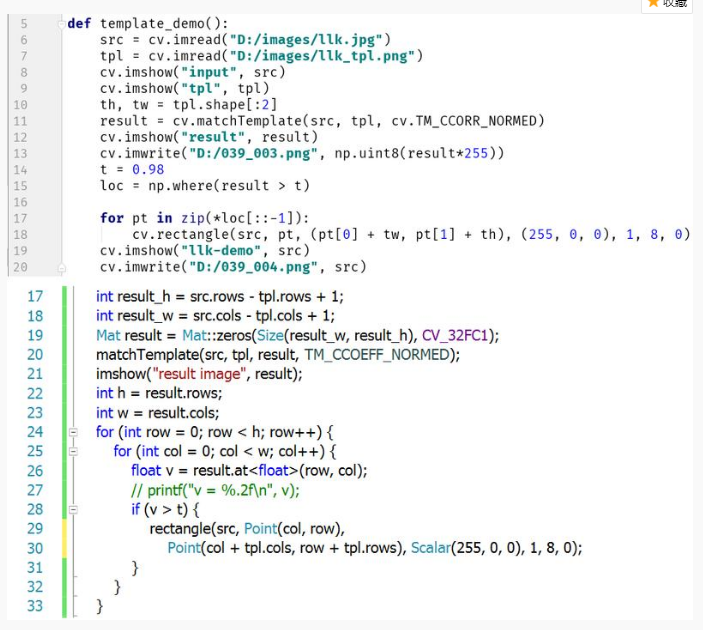 收藏
5 def template_demo():
6 src = cv.imread("D:/images/llk.jpg")
7 tpl = cv.imread("D:/images/llk_tpl.png")
8 cv.imshow("input", src)
9 cv.imshow("tpl", tpl)
10 th, tw = tpl.shape[:2]
11 result = cv.matchTemplate(src, tpl, cv.TM_CCORR_NORMED)
12 cv.imshow("result", result)
13 cv.imwrite("D:/039_003.png", np.uint8(result*255))
14 t = 0.98
15 loc = np.where(result > t)
16
17 for pt in zip(*loc[::-1]):
18 cv.rectangle(src, pt, (pt[0] + tw, pt[1] + th), (255, 0, 0), 1, 8, 0)
19 cv.imshow("llk-demo", src)
20 cv.imwrite("D:/039_004.png", src)
17 int result_h = src.rows - tpl.rows + 1;
18 int result_w = src.cols - tpl.cols + 1;
19 Mat result = Mat::zeros(Size(result_w, result_h), CV_32FC1);
20 matchTemplate(src, tpl, result, TM_CCOEFF_NORMED);
21 imshow("result image", result);
22 int h = result.rows;
23 int w = result.cols;
24 for (int row = 0; row < h; row++) {
25 for (int col = 0; col < w; col++) {
26 float v = result.at<float>(row, col);
27 // printf("v = %.2f\n", v);
28 if (v > t) {
29 rectangle(src, Point(col, row),
30 Point(col + tpl.cols, row + tpl.rows), Scalar(255, 0, 0), 1, 8, 0);
31 }
32 }
33 }